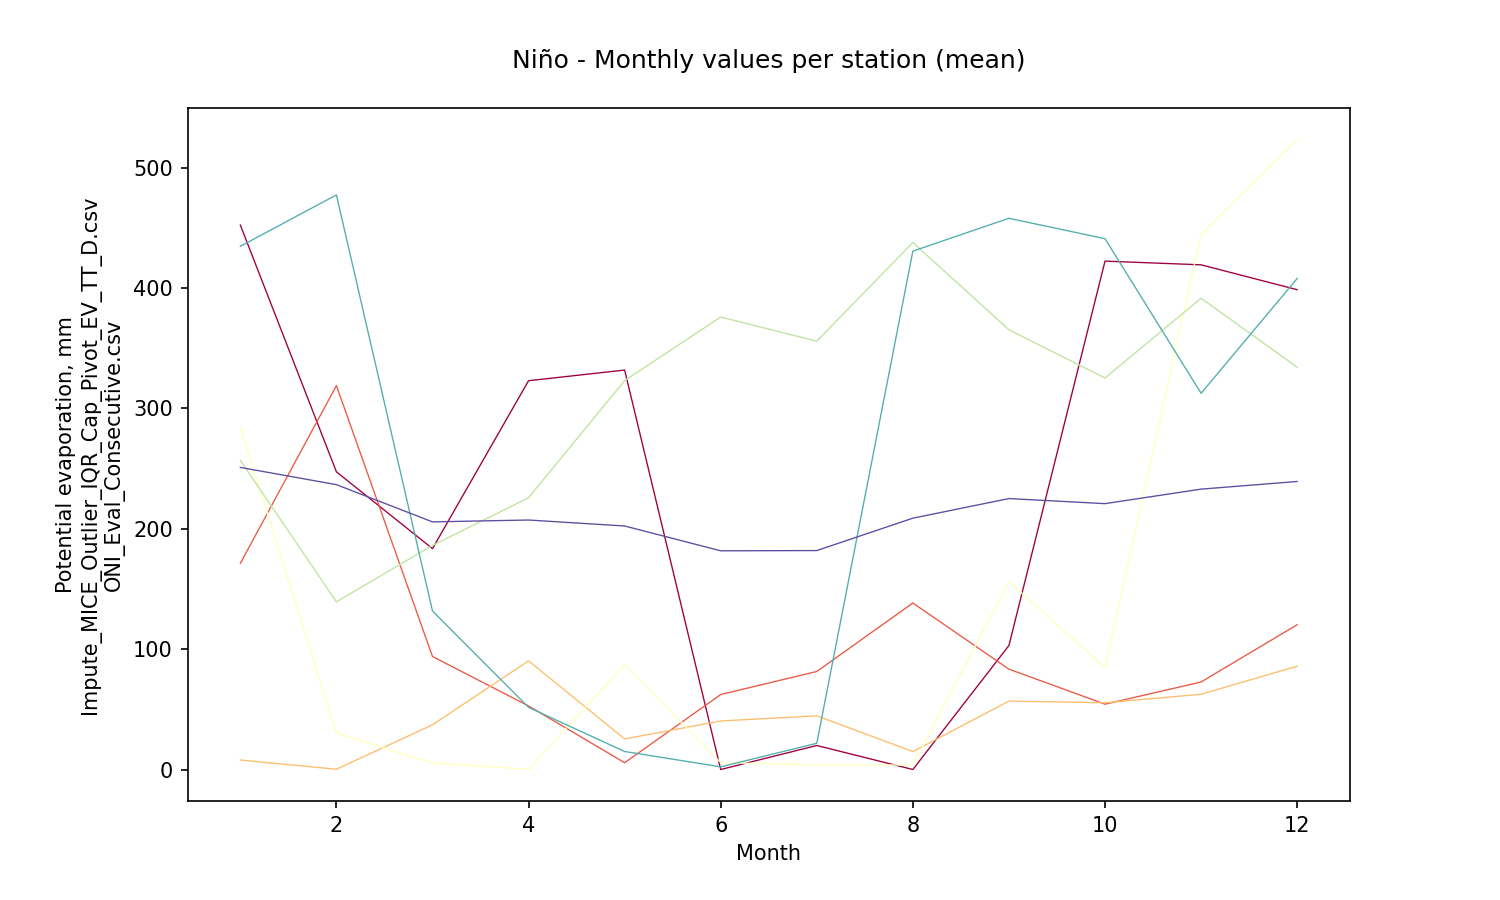 Niño - Monthly values per station (mean)
Potential evaporation, mm
Impute_MICE_Outlier_IQR_Cap_Pivot_EV_TT_D.csv
ONI_Eval_Consecutive.csv
500
400
300
200
100
0
2 4 6 8 10 12
Month